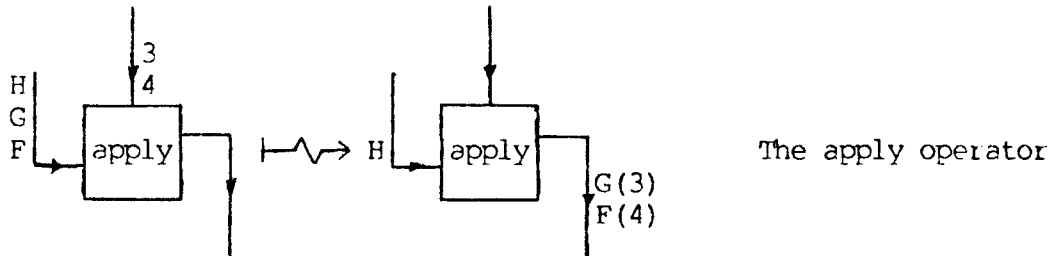 3
H 4
G
F apply
H apply
G(3)
F(4)
The apply operator